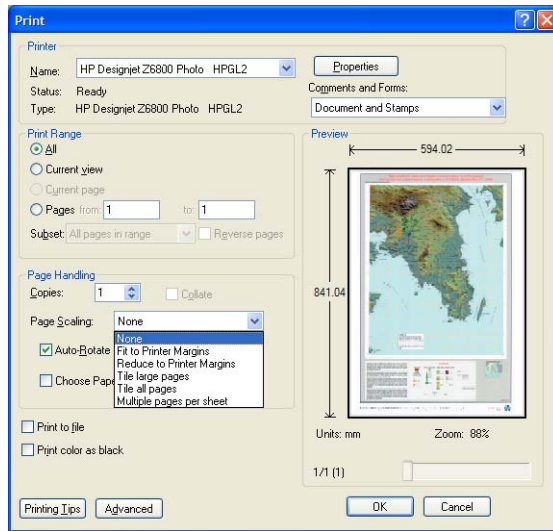 Print
Printer
Name: HP Designjet Z6800 Photo HPGL2
Properties
Status: Ready
Comments and Forms:
Type: HP Designjet Z6800 Photo HPGL2
Document and Stamps
Print Range
All
Current view
Current page
Pages from: 1 to: 1
Subset: All pages in range
Reverse pages
Preview
594.02
841.04
Units: mm
Zoom: 88%
1/1 (1)
Page Handling
Copies: 1
Collate
Page Scaling: None
None
Fit to Printer Margins
Reduce to Printer Margins
Tile large pages
Tile all pages
Multiple pages per sheet
Auto-Rotate
Choose Pape
Print to file
Print color as black
Printing Tips
Advanced
OK
Cancel